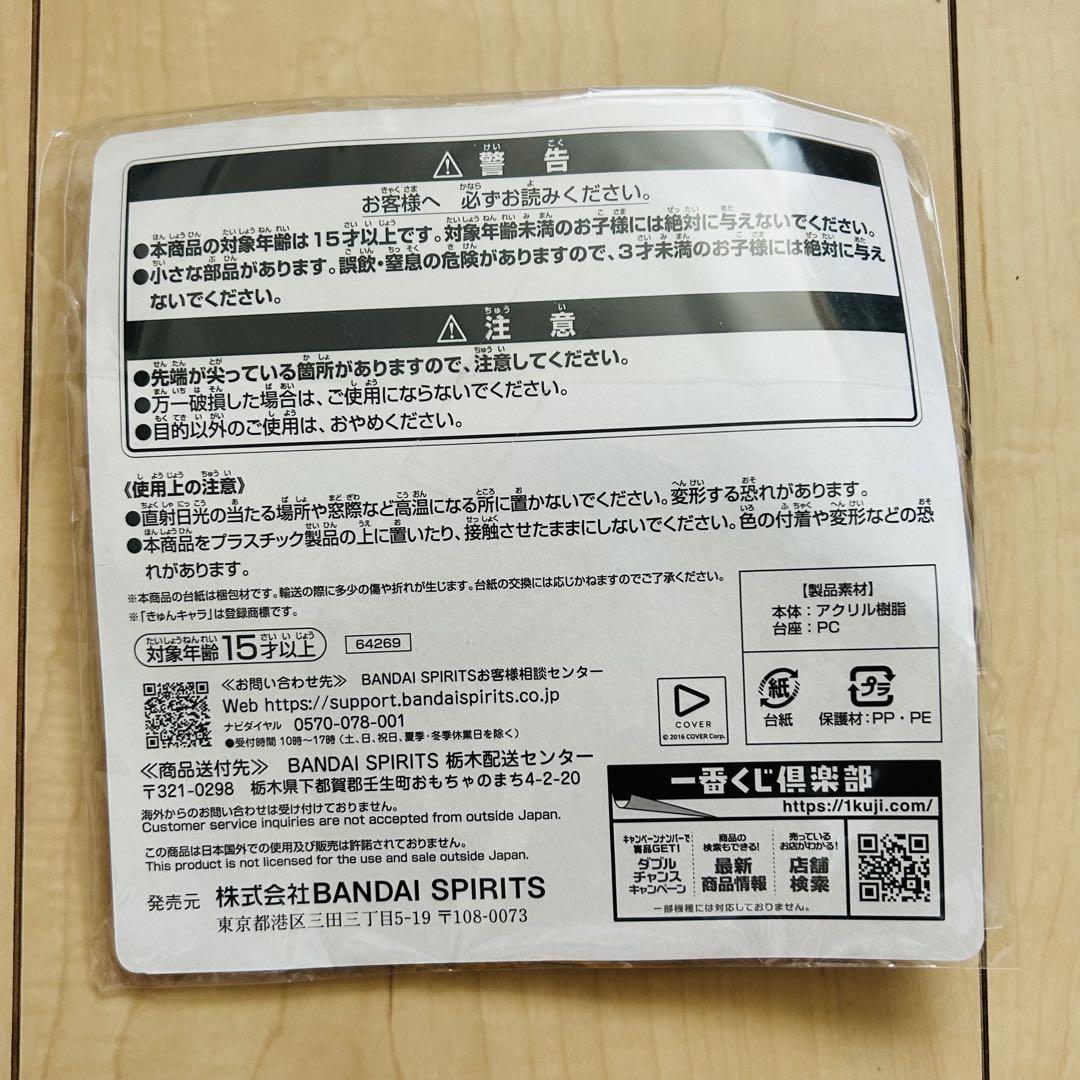 ⚠警告
お客様へ 必ずお読みください。
●本商品の対象年齢は15才以上です。対象年齢未満のお子様には絶対に与えないでください。
●小さな部品があります。誤飲・窒息の危険がありますので、3才未満のお子様には絶対に与え
ないでください。
⚠注意
●先端が尖っている箇所がありますので、注意してください。
●万一破損した場合は、ご使用にならないでください。
●目的以外のご使用は、おやめください。
《使用上の注意》
●直射日光の当たる場所や窓際など高温になる所に置かないでください。変形する恐れがあります。
●本商品をプラスチック製品の上に置いたり、接触させたままにしないでください。色の付着や変形などの恐
れがあります。
※本商品の台紙は梱包材です。輸送の際に多少の傷や折れが生じます。台紙の交換には応じかねますのでご了承ください。
※「きゅんキャラ」は登録商標です。
対象年齢15才以上
64269
≪お問い合わせ先≫ BANDAI SPIRITSお客様相談センター
Web https://support.bandaispirits.co.jp
ナビダイヤル 0570-078-001
●受付時間 10時〜17時(土、日、祝日、夏季・冬季休業日を除く)
【製品素材】
本体:アクリル樹脂
台座:PC
紙
台紙
プラ
保護材:PP・PE
COVER
© 2016 COVER Corp.
≪商品送付先≫ BANDAI SPIRITS 栃木配送センター
〒321-0298 栃木県下都賀郡壬生町おもちゃのまち4-2-20
海外からのお問い合わせは受け付けておりません。
Customer service inquiries are not accepted from outside Japan.
この商品は日本国外での使用及び販売は許諾されておりません。
This product is not licensed for the use and sale outside Japan.
発売元 株式会社BANDAI SPIRITS
東京都港区三田三丁目5-19 〒108-0073
一番くじ倶楽部
https://1kuji.com/
キャンペーンナンバーで
賞品GET!
ダブル
チャンス
キャンペーン
商品の
検索もできる!
最新
商品情報
売っている
お店がわかる!
店舗
検索
一部機種には対応しておりません。